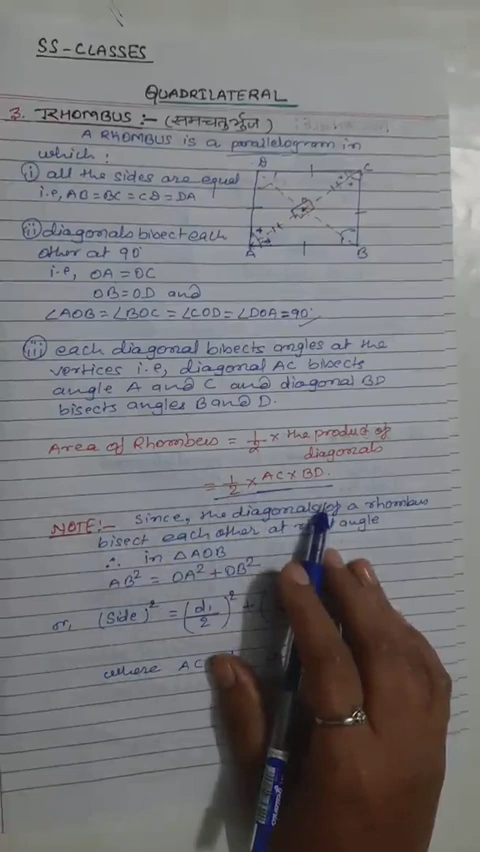 SS-CLASSES
QUADRILATERAL
3. RHOMBUS :- (समचतुर्भुज)
A RHOMBUS is a parallelogram in
which:
(i) all the sides are equal
i.e, AB = BC = CD = DA
D
C
A
B
(ii) diagonals bisect each
other at 90°
i.e, OA = OC
OB = OD and
∠AOB = ∠BOC = ∠COD = ∠DOA = 90°
(iii) each diagonal bisects angles at the
vertices i.e, diagonal AC bisects
angle A and C and diagonal BD
bisects angles B and D.
Area of Rhombus = 1/2 × the product of
diagonals
= 1/2 × AC × BD.
NOTE:- Since, the diagonals of a rhombus
bisect each other at angle
∴ in △AOB
AB² = OA² + OB²
or, (Side)² = (d₁/2)² + (
where AC